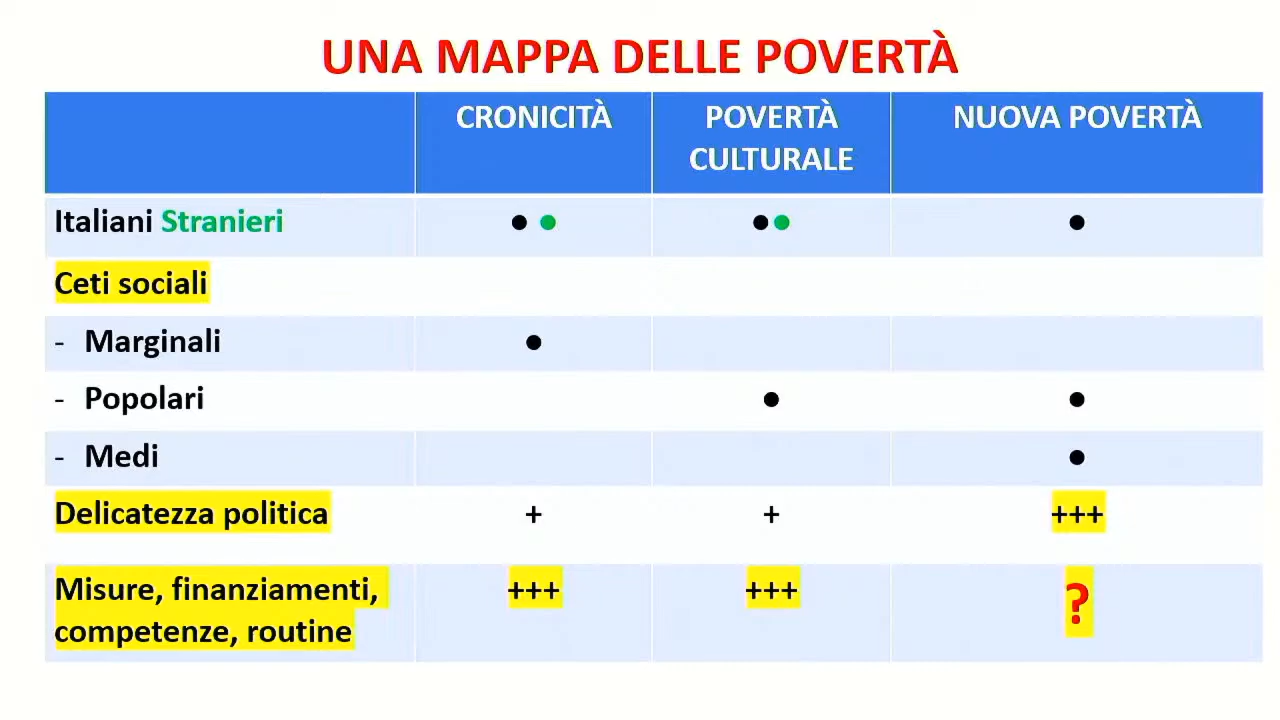 UNA MAPPA DELLE POVERTÀ
CRONICITÀ
POVERTÀ
CULTURALE
NUOVA POVERTÀ
Italiani Stranieri ● ● ●● ●
Ceti sociali
- Marginali ●
- Popolari ● ●
- Medi ●
Delicatezza politica + + +++
Misure, finanziamenti, +++ +++ ?
competenze, routine